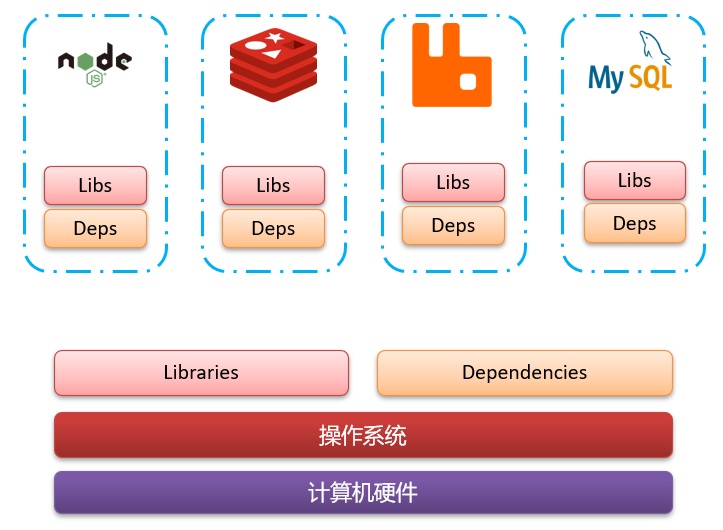 node
JS
MySQL
Libs
Libs
Libs
Libs
Deps
Deps
Deps
Deps
Libraries
Dependencies
操作系统
计算机硬件